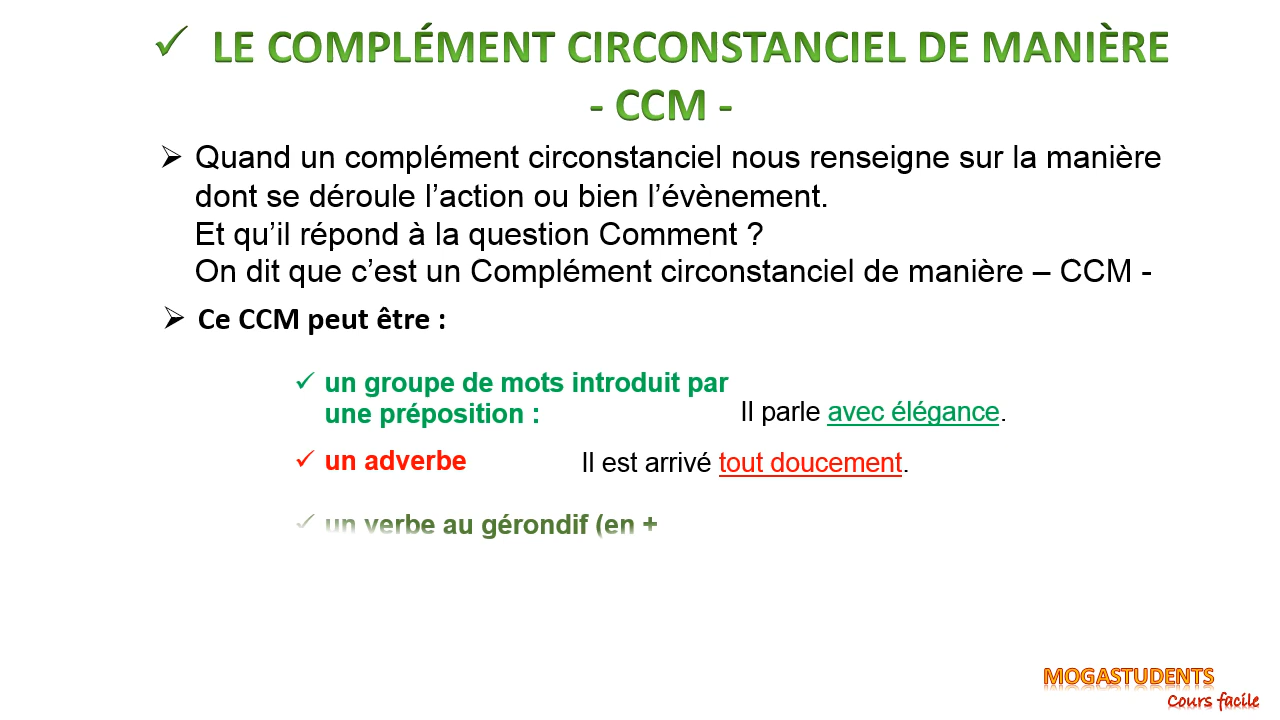 ✓ LE COMPLÉMENT CIRCONSTANCIEL DE MANIÈRE
- CCM -
➢ Quand un complément circonstanciel nous renseigne sur la manière
dont se déroule l’action ou bien l’évènement.
Et qu’il répond à la question Comment ?
On dit que c’est un Complément circonstanciel de manière – CCM -
➢ Ce CCM peut être :
✓ un groupe de mots introduit par
une préposition :
Il parle avec élégance.
✓ un adverbe
Il est arrivé tout doucement.
✓ un verbe au gérondif (en +
MOGASTUDENTS
Cours facile